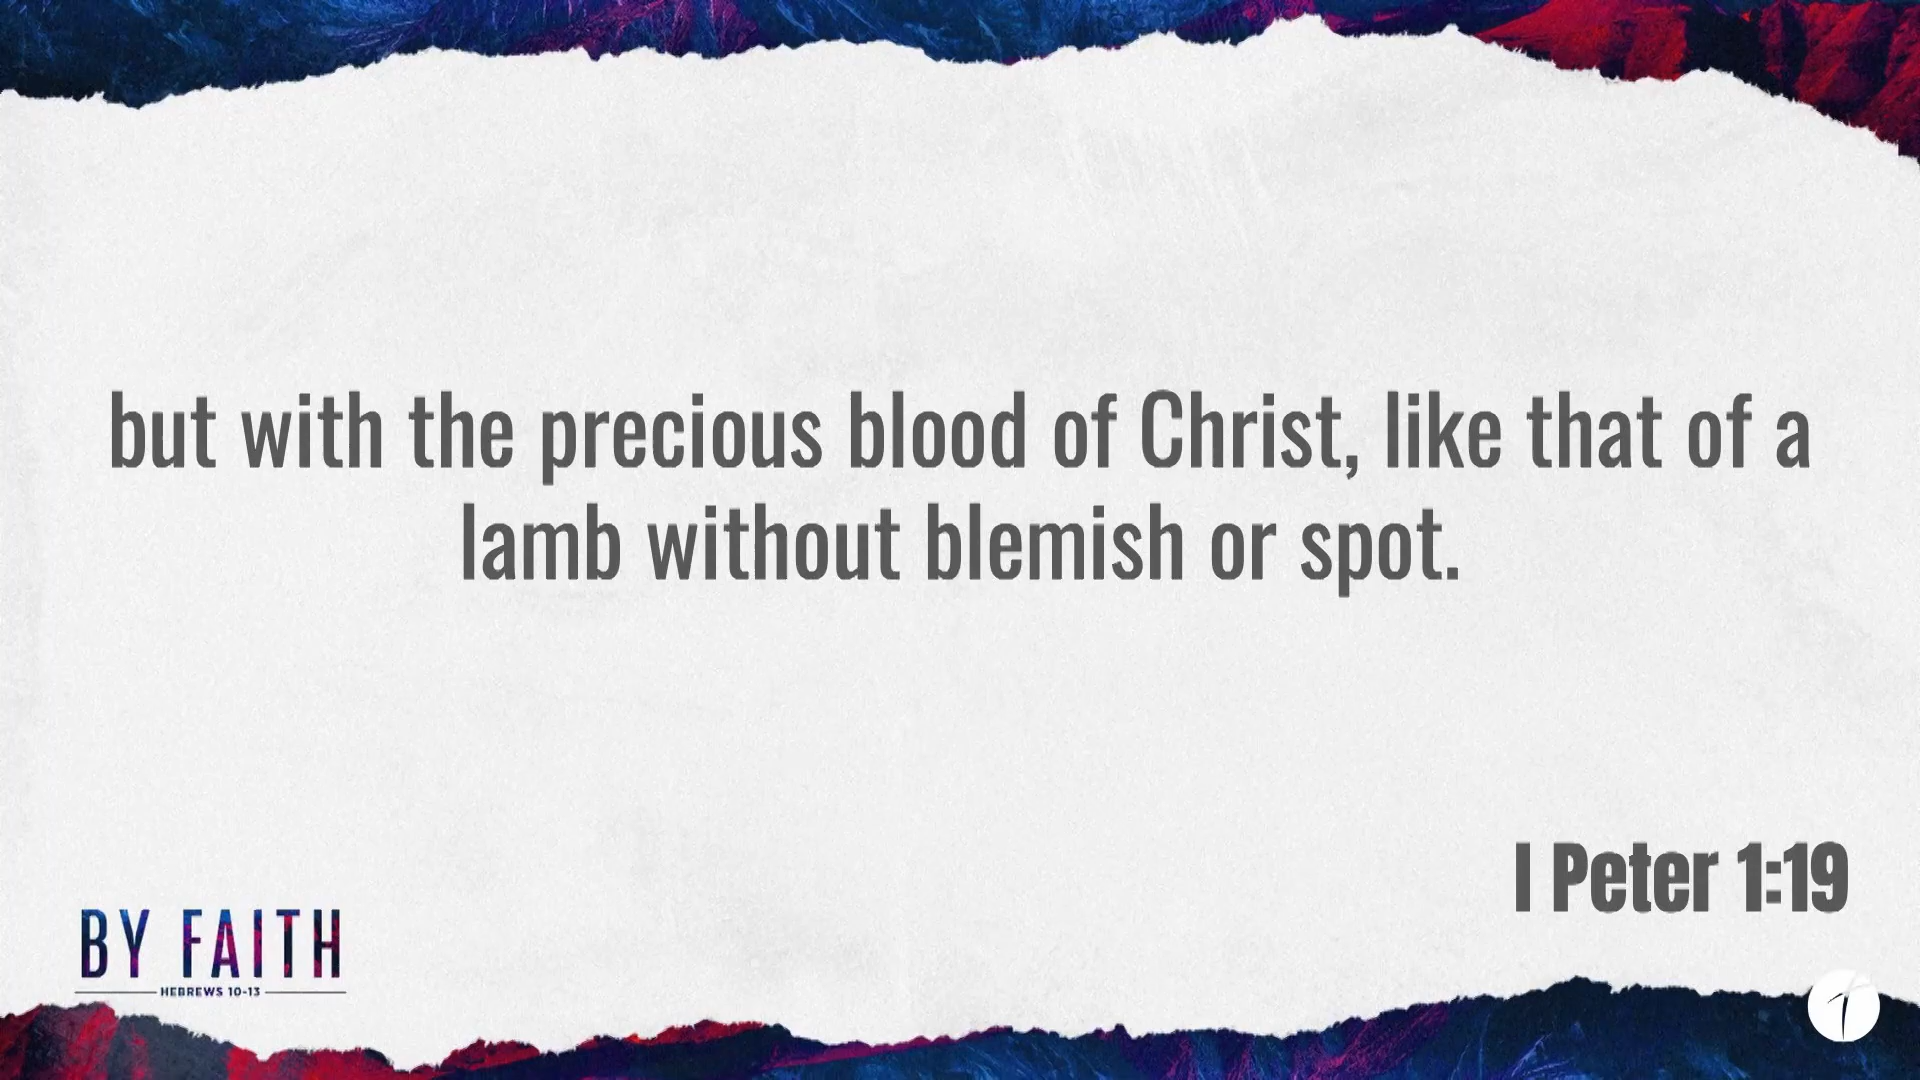 but with the precious blood of Christ, like that of a
lamb without blemish or spot.
I Peter 1:19
BY FAITH
HEBREWS 10-13